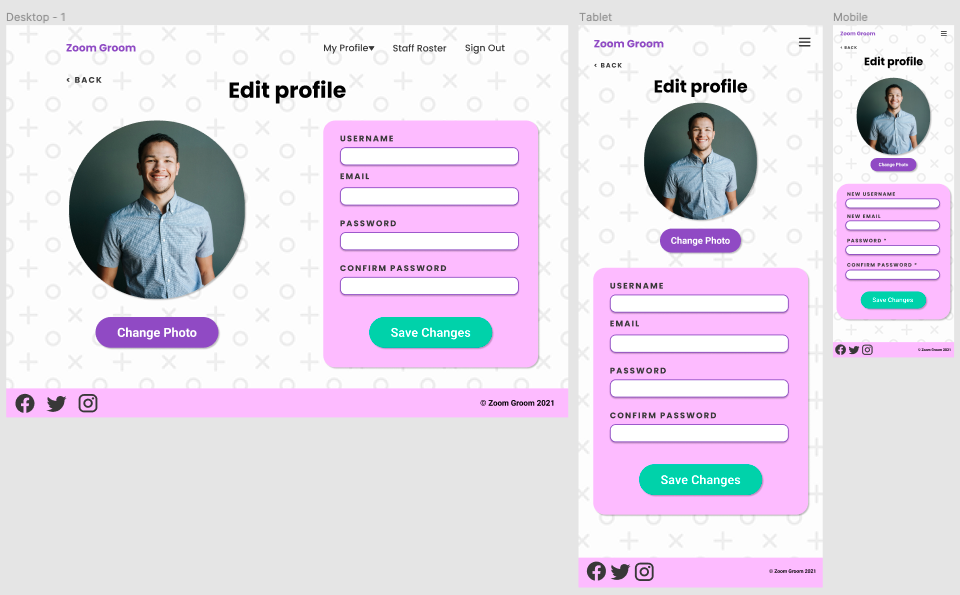 Desktop - 1
Zoom Groom
My Profile▾ Staff Roster Sign Out
< BACK
Edit profile
USERNAME
EMAIL
PASSWORD
CONFIRM PASSWORD
Change Photo
Save Changes
© Zoom Groom 2021
Tablet
Zoom Groom
< BACK
Edit profile
Change Photo
USERNAME
EMAIL
PASSWORD
CONFIRM PASSWORD
Save Changes
© Zoom Groom 2021
Mobile
Zoom Groom
< BACK
Edit profile
Change Photo
NEW USERNAME
NEW EMAIL
PASSWORD *
CONFIRM PASSWORD *
Save Changes
© Zoom Groom 2021